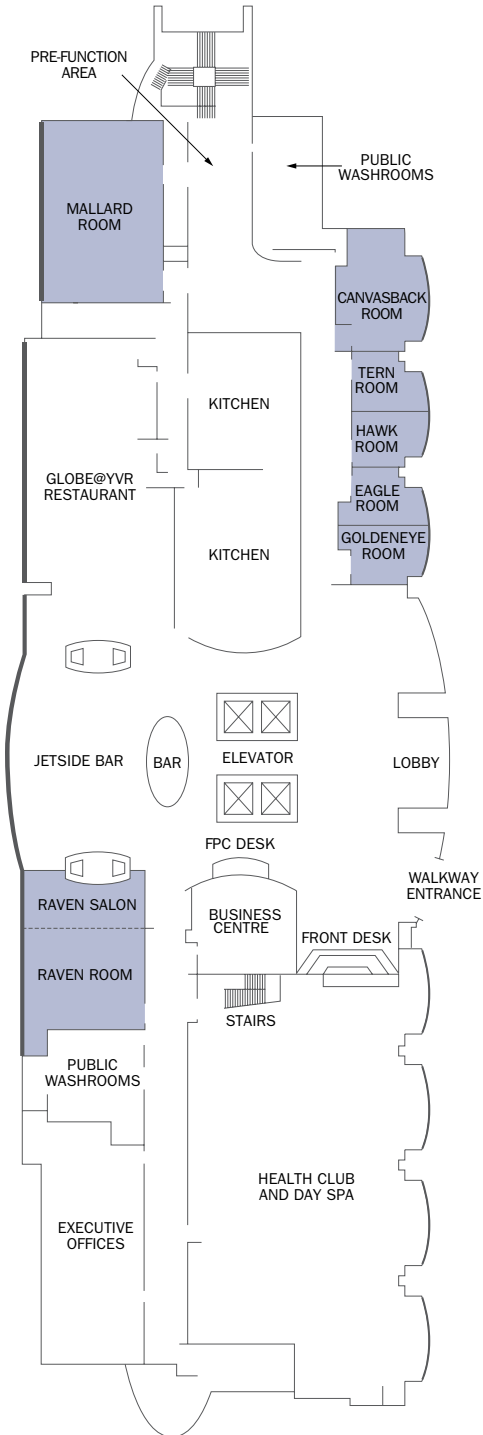 PRE-FUNCTION
AREA
PUBLIC
WASHROOMS
MALLARD
ROOM
CANVASBACK
ROOM
TERN
ROOM
KITCHEN
HAWK
ROOM
GLOBE@YVR
RESTAURANT
EAGLE
ROOM
GOLDENEYE
ROOM
KITCHEN
JETSIDE BAR
BAR
ELEVATOR
LOBBY
FPC DESK
WALKWAY
ENTRANCE
RAVEN SALON
BUSINESS
CENTRE
FRONT DESK
RAVEN ROOM
STAIRS
PUBLIC
WASHROOMS
HEALTH CLUB
AND DAY SPA
EXECUTIVE
OFFICES